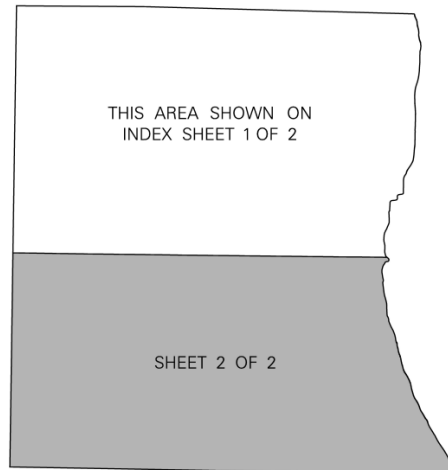 THIS AREA SHOWN ON
INDEX SHEET 1 OF 2
SHEET 2 OF 2